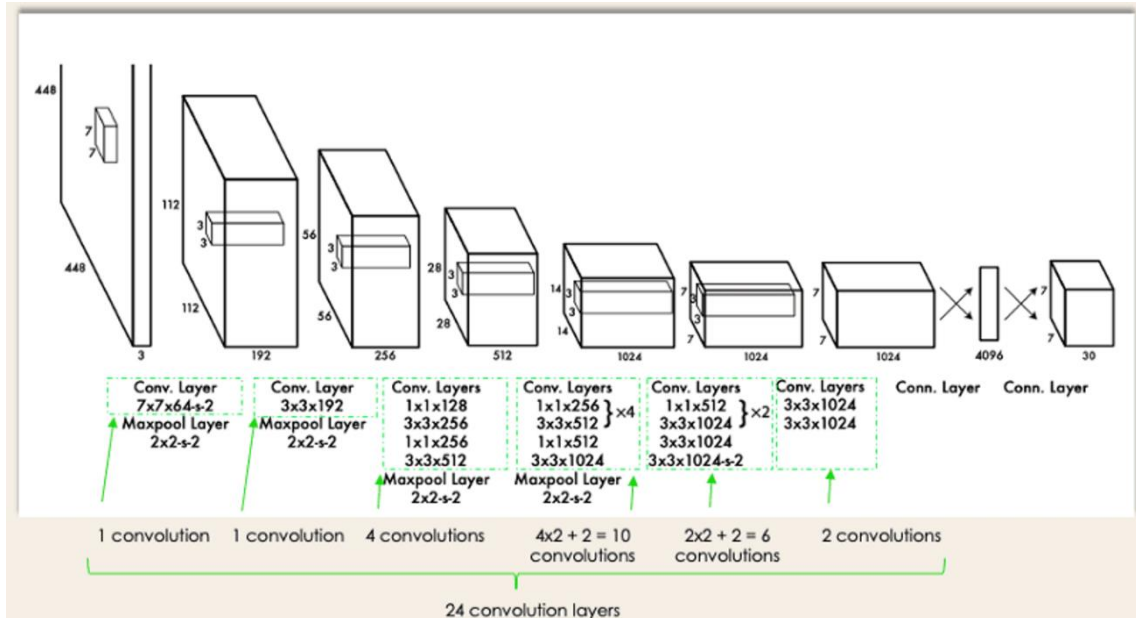 448
7
7
448
3
112
3
3
112
192
56
3
3
56
256
28
3
3
28
512
14
3
3
14
1024
7
3
3
7
1024
7
7
1024
4096
7
7
30
Conv. Layer
7x7x64-s-2
Maxpool Layer
2x2-s-2
Conv. Layer
3x3x192
Maxpool Layer
2x2-s-2
Conv. Layers
1x1x128
3x3x256
1x1x256
3x3x512
Maxpool Layer
2x2-s-2
Conv. Layers
1x1x256
3x3x512
}×4
1x1x512
3x3x1024
Maxpool Layer
2x2-s-2
Conv. Layers
1x1x512
3x3x1024
}×2
3x3x1024
3x3x1024-s-2
Conv. Layers
3x3x1024
3x3x1024
Conn. Layer
Conn. Layer
1 convolution
1 convolution
4 convolutions
4x2 + 2 = 10
convolutions
2x2 + 2 = 6
convolutions
2 convolutions
24 convolution layers